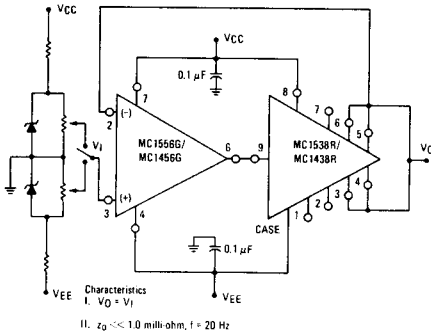 VCC
VCC
0.1 µF
7
8
2
(-)
MC1556G/
MC1456G
6
9
MC1538R/
MC1438R
7
6
5
4
3
2
1
VO
VI
3
(+)
4
CASE
0.1 µF
VEE
VEE
Characteristics
I. VO = VI
II. zO << 1.0 milli-ohm, f = 20 Hz